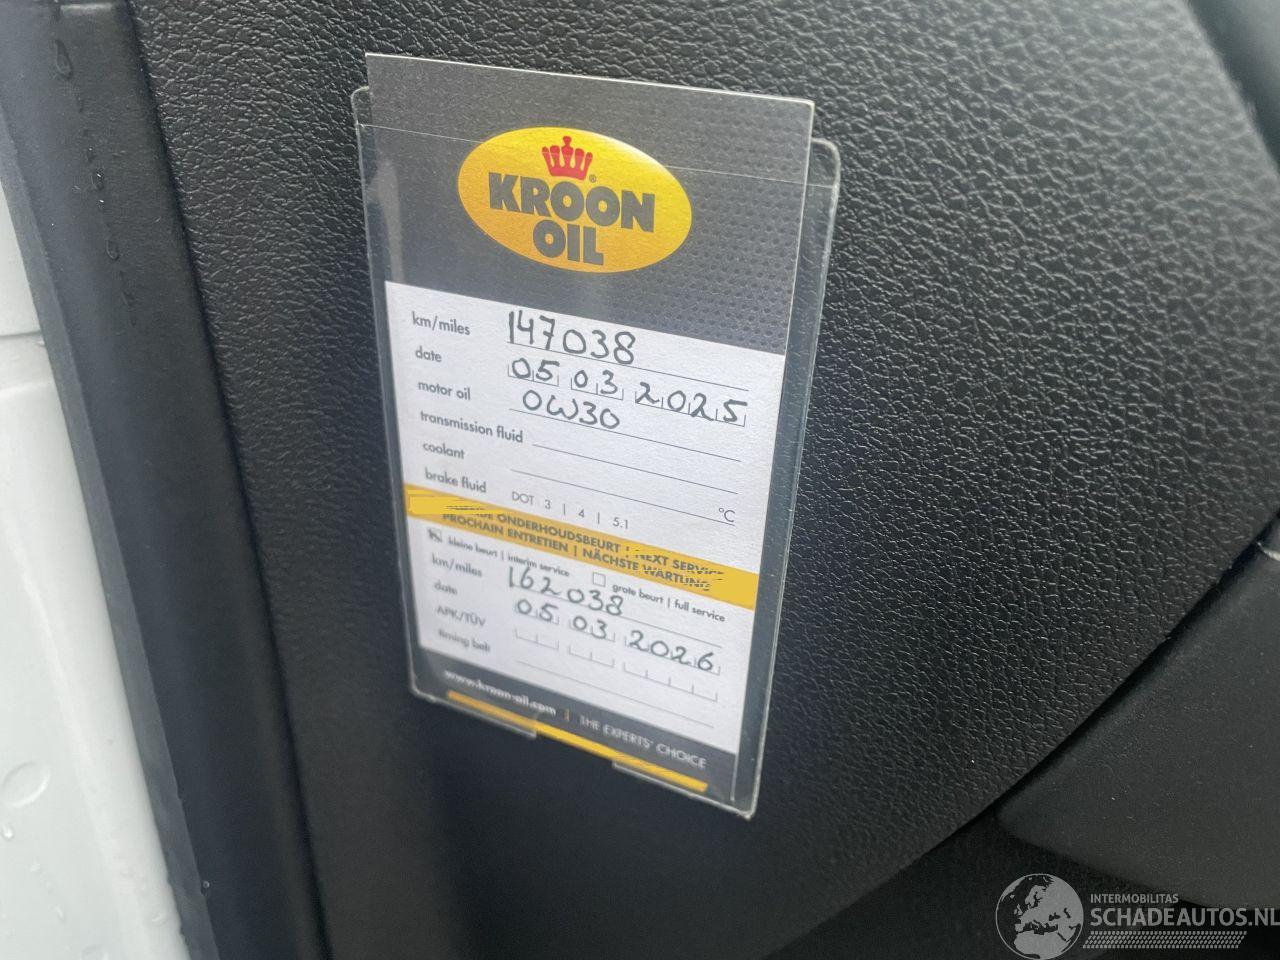 KROON
OIL
km/miles 147038
date 05 03 2025
motor oil 0W30
transmission fluid
coolant °C
brake fluid DOT 3 | 4 | 5.1
ONDERHOUDSBEURT | NEXT SERVICE
PROCHAIN ENTRETIEN | NÄCHSTE WARTUNG
kleine beurt | interim service grote beurt | full service
km/miles 162038
date 05 03 2026
APK/TÜV
timing belt
www.kroon-oil.com | THE EXPERTS' CHOICE
INTERMOBILITAS
SCHADEAUTOS.NL